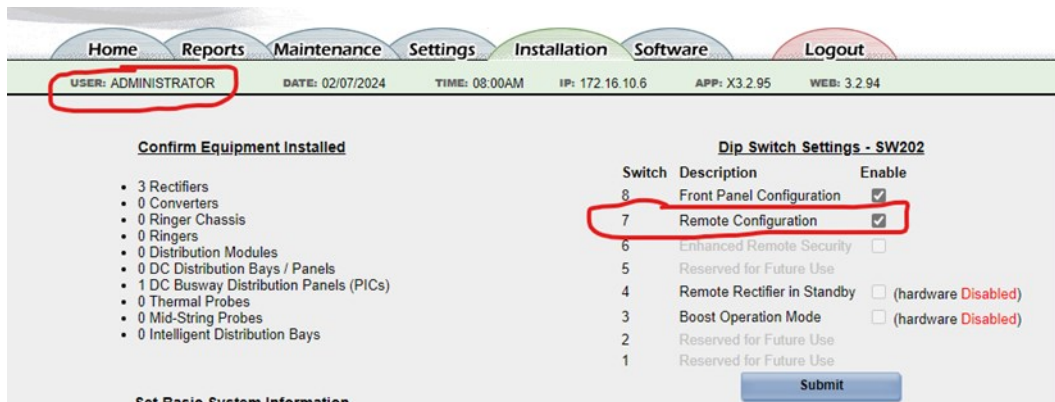 Home Reports Maintenance Settings Installation Software Logout
USER: ADMINISTRATOR DATE: 02/07/2024 TIME: 08:00AM IP: 172.16.10.6 APP: X3.2.95 WEB: 3.2.94
Confirm Equipment Installed
3 Rectifiers
0 Converters
0 Ringer Chassis
0 Ringers
0 Distribution Modules
0 DC Distribution Bays / Panels
1 DC Busway Distribution Panels (PICs)
0 Thermal Probes
0 Mid-String Probes
0 Intelligent Distribution Bays
Set Basic System Information
Dip Switch Settings - SW202
Switch Description Enable
8 Front Panel Configuration
7 Remote Configuration
6 Enhanced Remote Security
5 Reserved for Future Use
4 Remote Rectifier in Standby (hardware Disabled)
3 Boost Operation Mode (hardware Disabled)
2 Reserved for Future Use
1 Reserved for Future Use
Submit